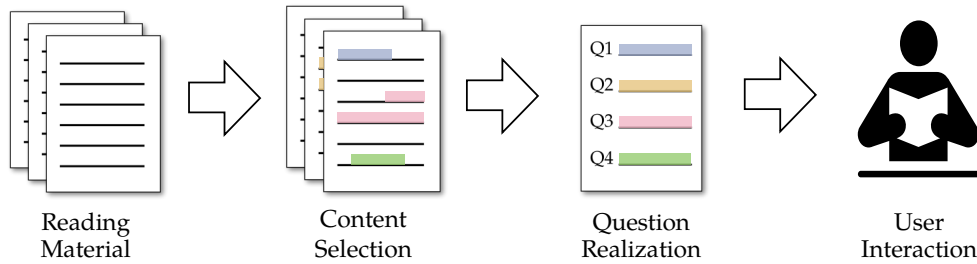 Q1
Q2
Q3
Q4
Reading
Material
Content
Selection
Question
Realization
User
Interaction